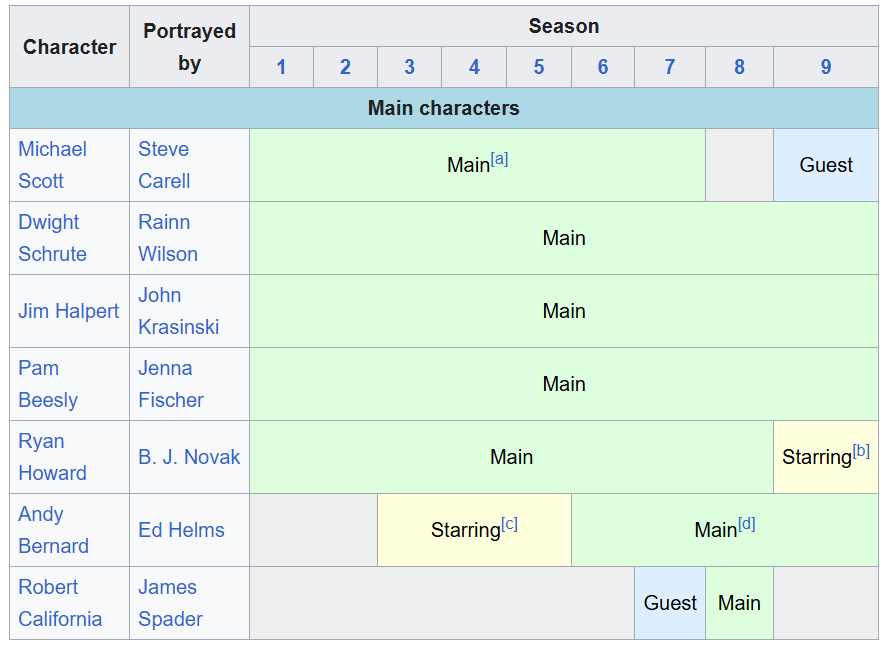 Character
Portrayed
by
Season
1 2 3 4 5 6 7 8 9
Main characters
Michael
Scott
Steve
Carell
Main[a]
Guest
Dwight
Schrute
Rainn
Wilson
Main
Jim Halpert
John
Krasinski
Main
Pam
Beesly
Jenna
Fischer
Main
Ryan
Howard
B. J. Novak
Main
Starring[b]
Andy
Bernard
Ed Helms
Starring[c]
Main[d]
Robert
California
James
Spader
Guest
Main